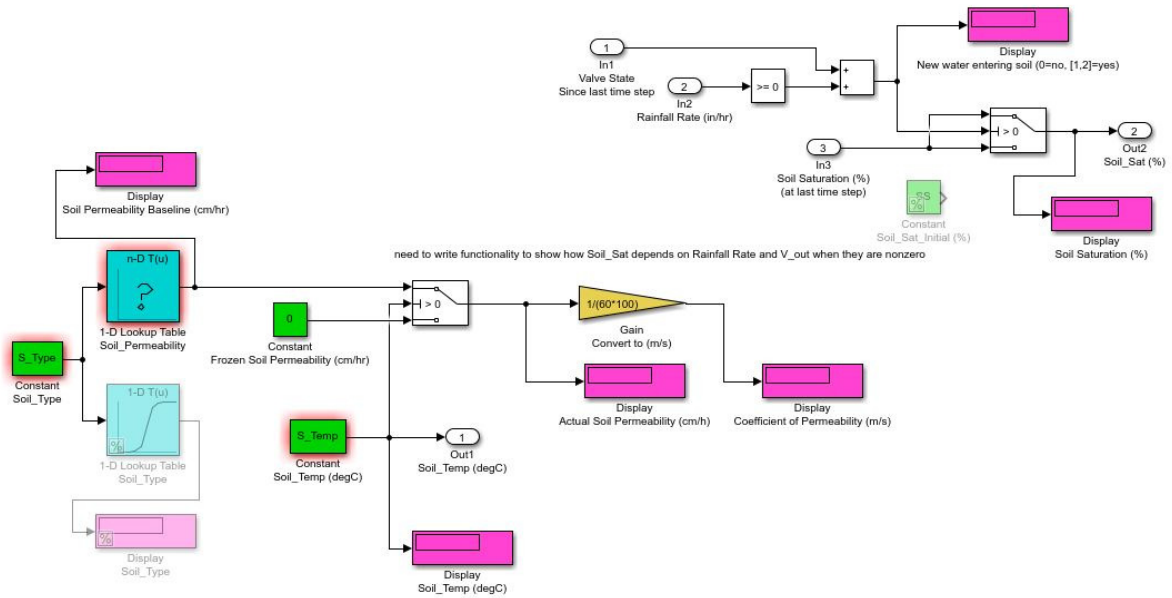 1
In1
Valve State
Since last time step
2
In2
Rainfall Rate (in/hr)
>= 0
+
+
Display
New water entering soil (0=no, [1,2]=yes)
3
In3
Soil Saturation (%)
(at last time step)
> 0
2
Out2
Soil_Sat (%)
SS
%
Constant
Soil_Sat_Initial (%)
Display
Soil Saturation (%)
Display
Soil Permeability Baseline (cm/hr)
need to write functionality to show how Soil_Sat depends on Rainfall Rate and V_out when they are nonzero
n-D T(u)
?
1-D Lookup Table
Soil_Permeability
S_Type
Constant
Soil_Type
1-D T(u)
%
1-D Lookup Table
Soil_Type
%
Display
Soil_Type
0
Constant
Frozen Soil Permeability (cm/hr)
> 0
1/(60*100)
Gain
Convert to (m/s)
Display
Actual Soil Permeability (cm/h)
Display
Coefficient of Permeability (m/s)
S_Temp
Constant
Soil_Temp (degC)
1
Out1
Soil_Temp (degC)
Display
Soil_Temp (degC)